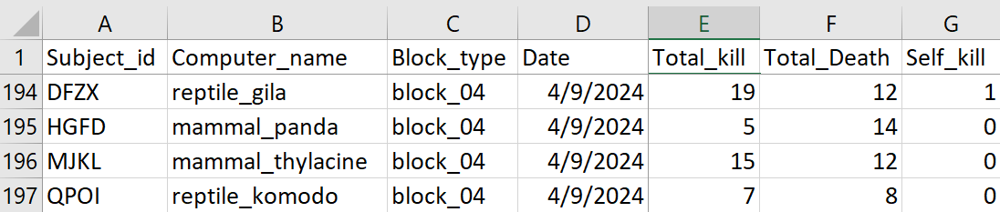 A B C D E F G
1 Subject_id Computer_name Block_type Date Total_kill Total_Death Self_kill
194 DFZX reptile_gila block_04 4/9/2024 19 12 1
195 HGFD mammal_panda block_04 4/9/2024 5 14 0
196 MJKL mammal_thylacine block_04 4/9/2024 15 12 0
197 QPOI reptile_komodo block_04 4/9/2024 7 8 0